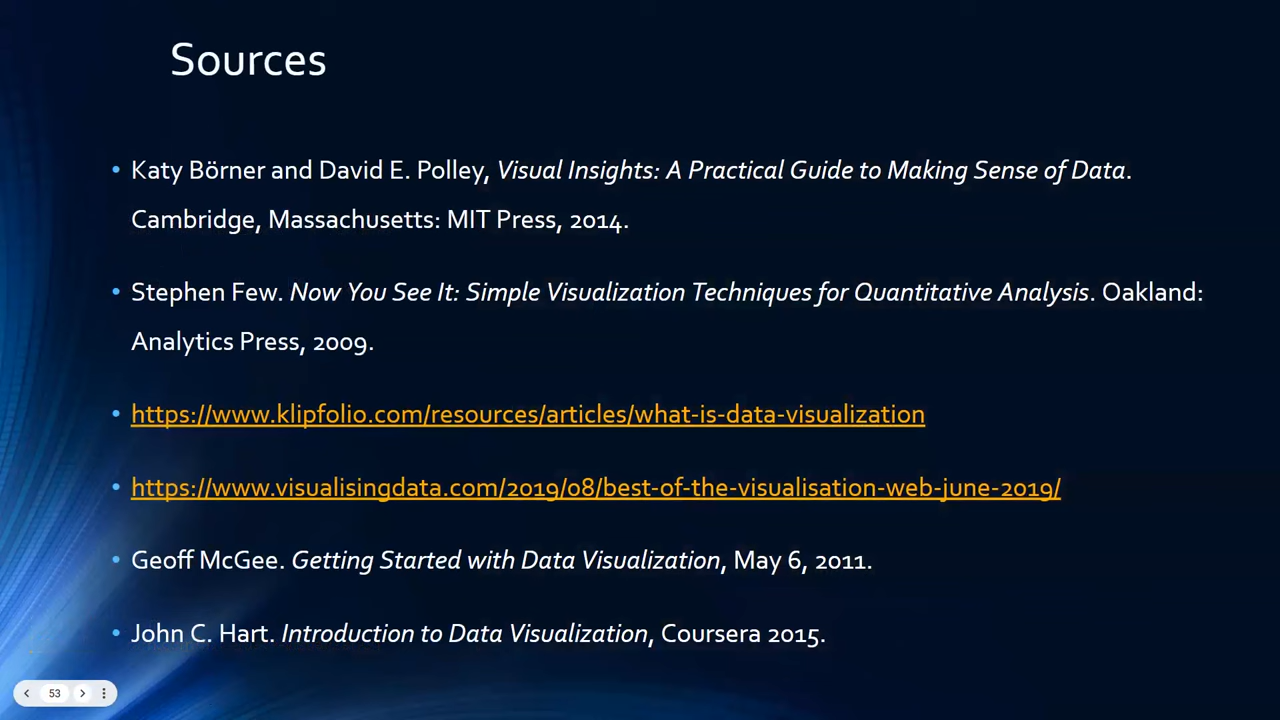 Sources
• Katy Börner and David E. Polley, Visual Insights: A Practical Guide to Making Sense of Data.
Cambridge, Massachusetts: MIT Press, 2014.
• Stephen Few. Now You See It: Simple Visualization Techniques for Quantitative Analysis. Oakland:
Analytics Press, 2009.
• https://www.klipfolio.com/resources/articles/what-is-data-visualization
• https://www.visualisingdata.com/2019/08/best-of-the-visualisation-web-june-2019/
• Geoff McGee. Getting Started with Data Visualization, May 6, 2011.
• John C. Hart. Introduction to Data Visualization, Coursera 2015.
53